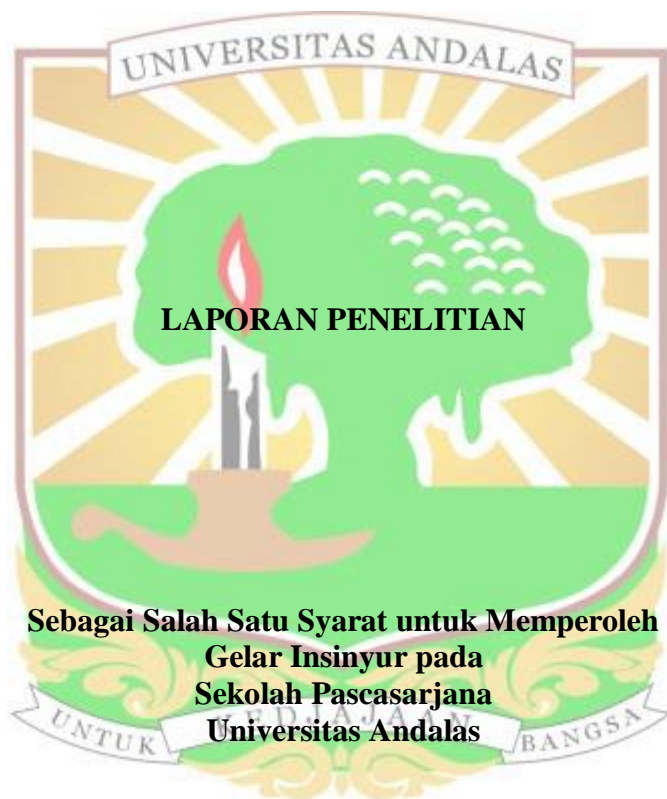 UNIVERSITAS ANDALAS
LAPORAN PENELITIAN
Sebagai Salah Satu Syarat untuk Memperoleh
Gelar Insinyur pada
Sekolah Pascasarjana
Universitas Andalas
UNTUK BANGSA